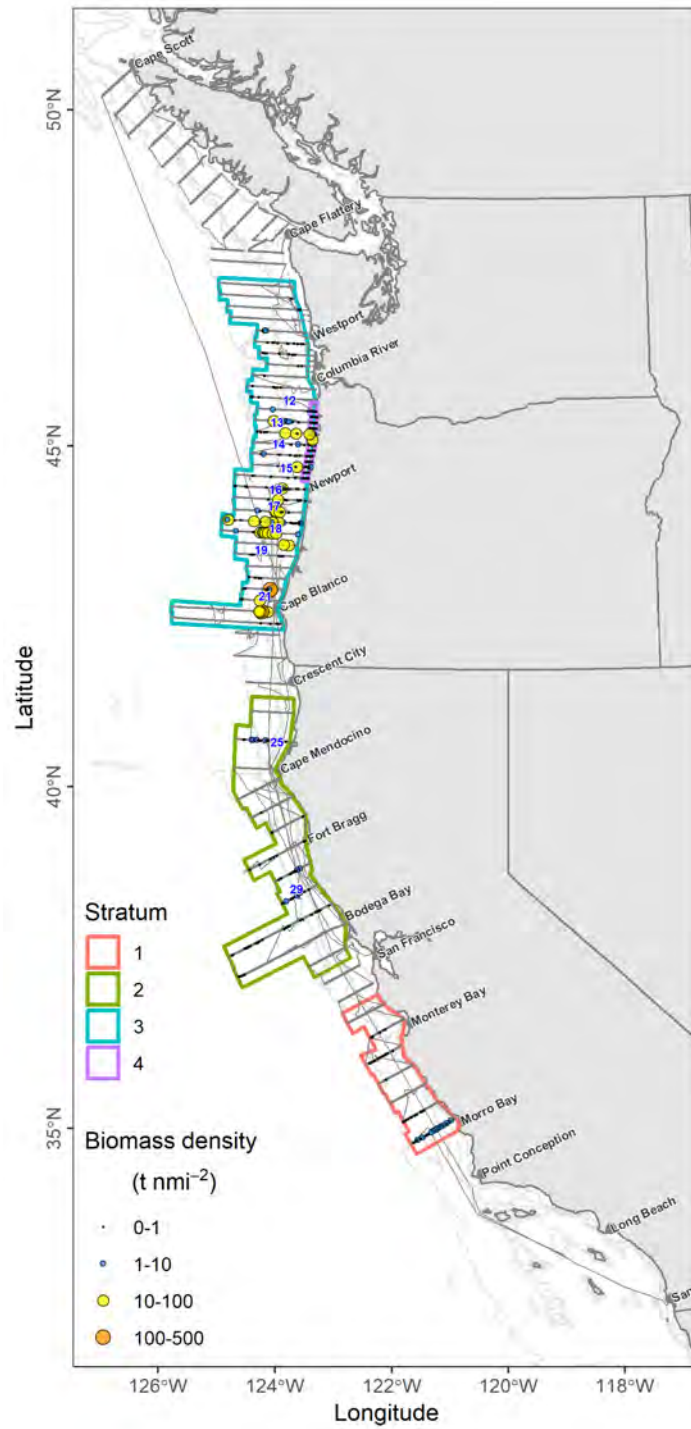 Cape Scott
50°N
Cape Flattery
Westport
Columbia River
12
13
45°N
14
15
Newport
16
17
18
19
Cape Blanco
21
Crescent City
Latitude
25
Cape Mendocino
40°N
Fort Bragg
29
Bodega Bay
San Francisco
Monterey Bay
35°N
Morro Bay
Point Conception
Long Beach
San
Stratum
1
2
3
4
Biomass density
(t nmi−2)
0-1
1-10
10-100
100-500
126°W
124°W
122°W
120°W
118°W
Longitude